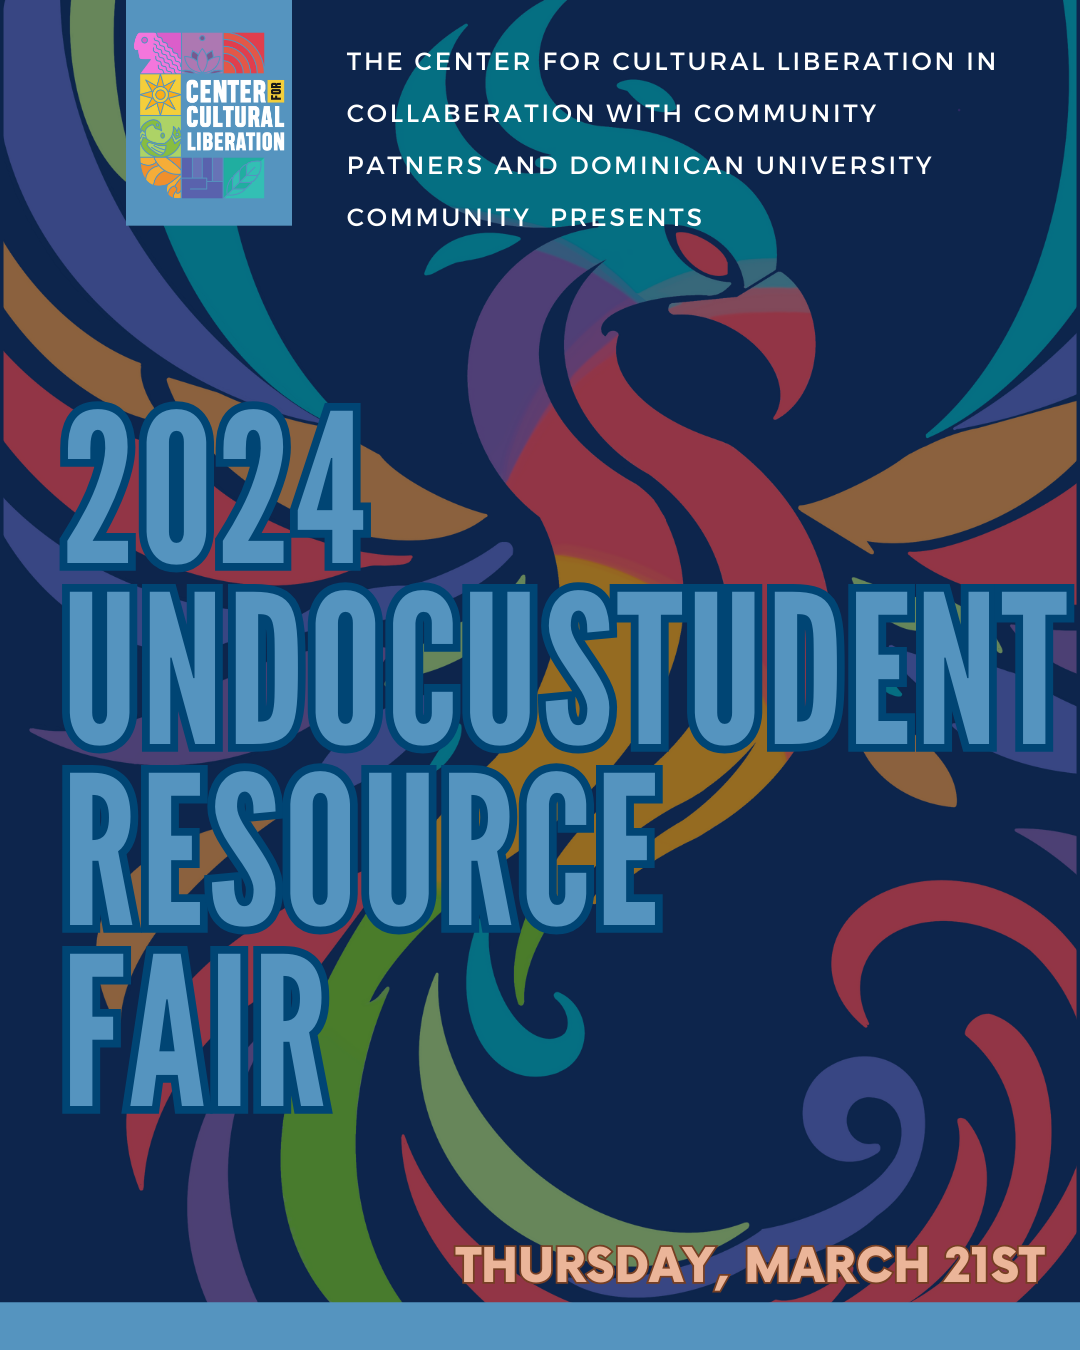 CENTER FOR
CULTURAL
LIBERATION
THE CENTER FOR CULTURAL LIBERATION IN
COLLABERATION WITH COMMUNITY
PATNERS AND DOMINICAN UNIVERSITY
COMMUNITY PRESENTS
2024
UNDOCUSTUDENT
RESOURCE
FAIR
THURSDAY, MARCH 21ST